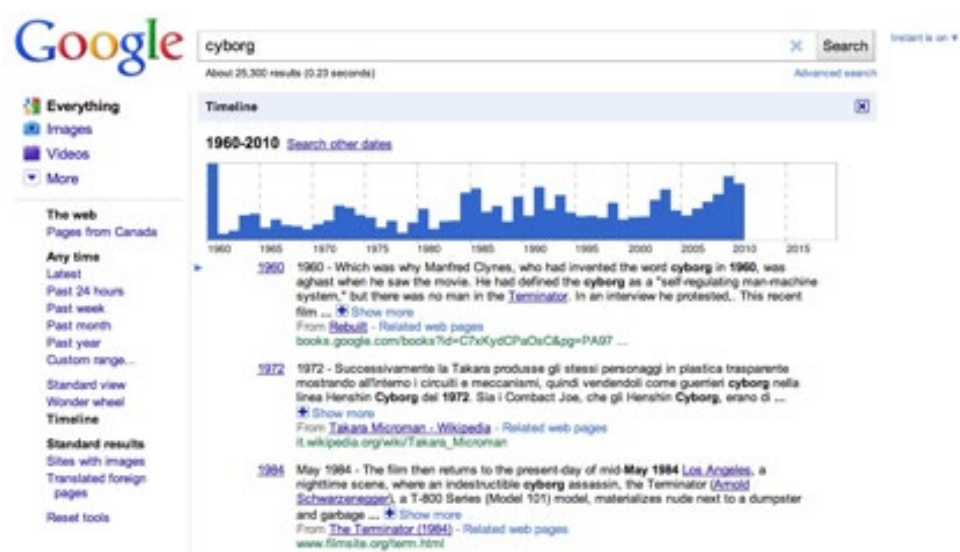 Google
cyborg
Search
Instant is on ▼
About 25,300 results (0.23 seconds)
Advanced search
Everything
Images
Videos
More
The web
Pages from Canada
Any time
Latest
Past 24 hours
Past week
Past month
Past year
Custom range...
Standard view
Wonder wheel
Timeline
Standard results
Sites with images
Translated foreign
pages
Reset tools
Timeline
1960-2010 Search other dates
1960 1965 1970 1975 1980 1985 1990 1995 2000 2005 2010 2015
1960 1960 - Which was why Manfred Clynes, who had invented the word cyborg in 1960, was
aghast when he saw the movie. He had defined the cyborg as a "self-regulating man-machine
system," but there was no man in the Terminator. In an interview he protested,. This recent
film ... Show more
From Rebuilt - Related web pages
books.google.com/books?id=C7xKydCPaOsC&pg=PA97 ...
1972 1972 - Successivamente la Takara produsse gli stessi personaggi in plastica trasparente
mostrando all'interno i circuiti e meccanismi, quindi vendendoli come guerrieri cyborg nella
linea Henshin Cyborg del 1972. Sia i Combact Joe, che gli Henshin Cyborg, erano di ...
Show more
From Takara Microman - Wikipedia - Related web pages
it.wikipedia.org/wiki/Takara_Microman
1984 May 1984 - The film then returns to the present-day of mid-May 1984 Los Angeles, a
nighttime scene, where an indestructible cyborg assassin, the Terminator (Arnold
Schwarzenegger), a T-800 Series (Model 101) model, materializes nude next to a dumpster
and garbage ... Show more
From The Terminator (1984) - Related web pages
www.filmsite.org/term.html